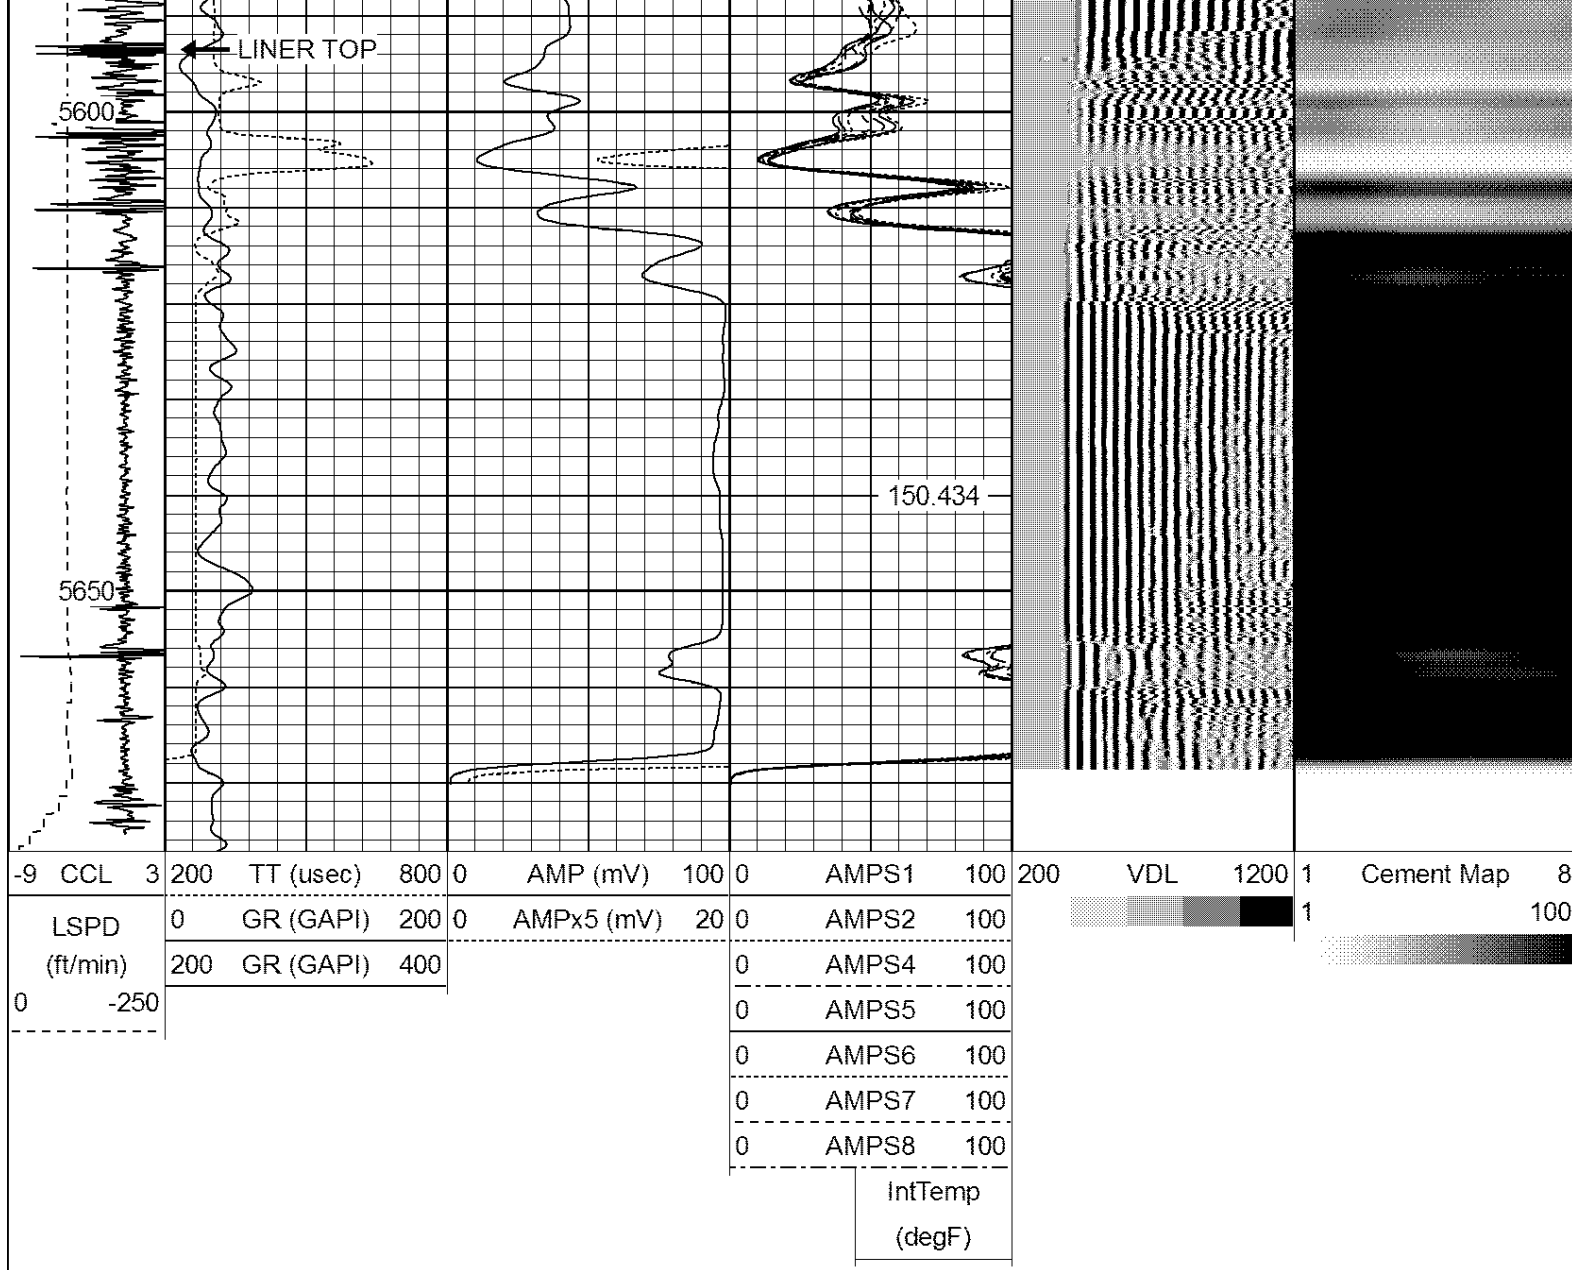 LINER TOP
5600
150.434
5650
-9 CCL 3 200 TT (usec) 800 0 AMP (mV) 100 0 AMPS1 100 200 VDL 1200 1 Cement Map 8
LSPD 0 GR (GAPI) 200 0 AMPx5 (mV) 20 0 AMPS2 100 1 100
(ft/min) 200 GR (GAPI) 400 0 AMPS4 100
0 -250 0 AMPS5 100
0 AMPS6 100
0 AMPS7 100
0 AMPS8 100
IntTemp
(degF)